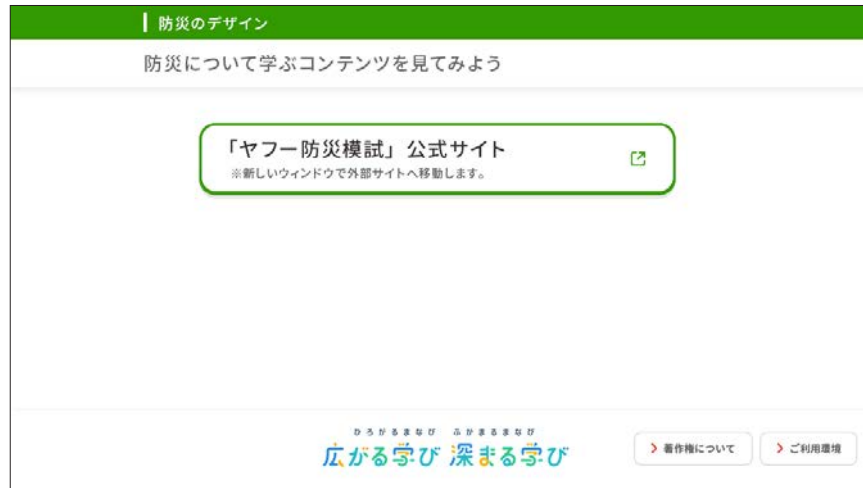 防災のデザイン
防災について学ぶコンテンツを見てみよう
「ヤフー防災模試」公式サイト
※新しいウィンドウで外部サイトへ移動します。
ひろがるまなび ふかまるまなび
広がる学び 深まる学び
著作権について
ご利用環境